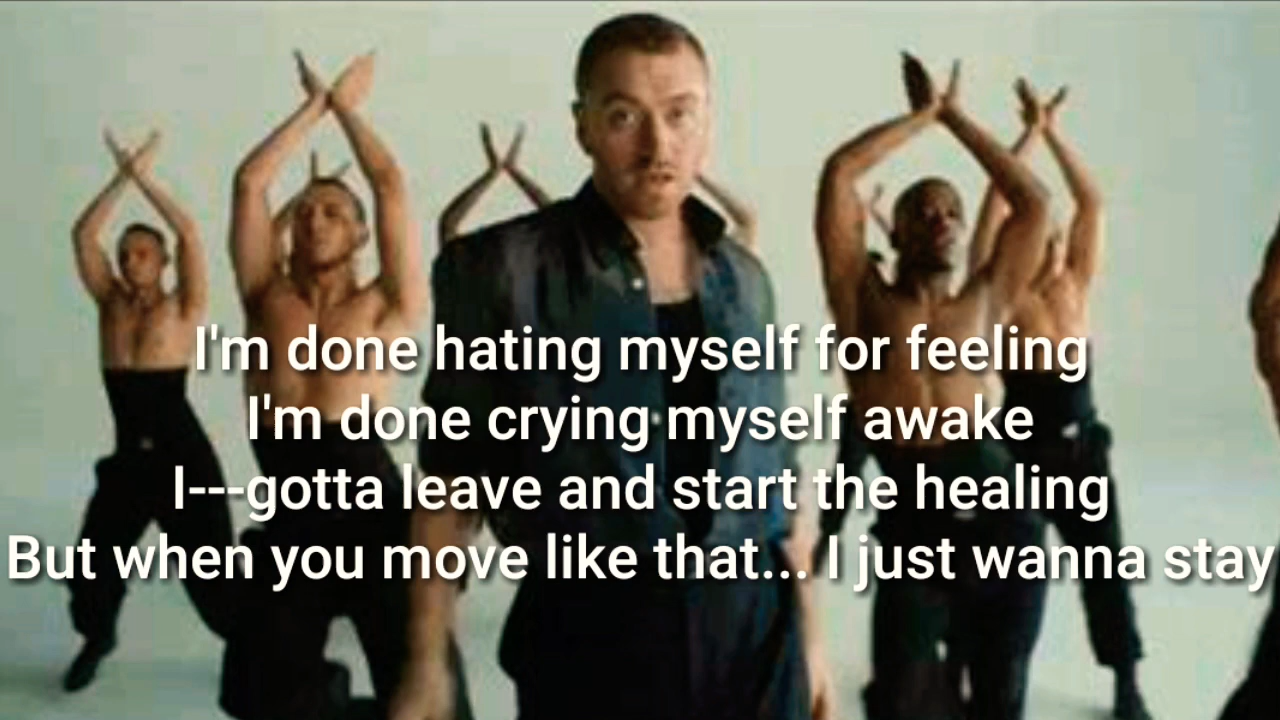 I'm done hating myself for feeling
I'm done crying myself awake
I---gotta leave and start the healing
But when you move like that... I just wanna stay